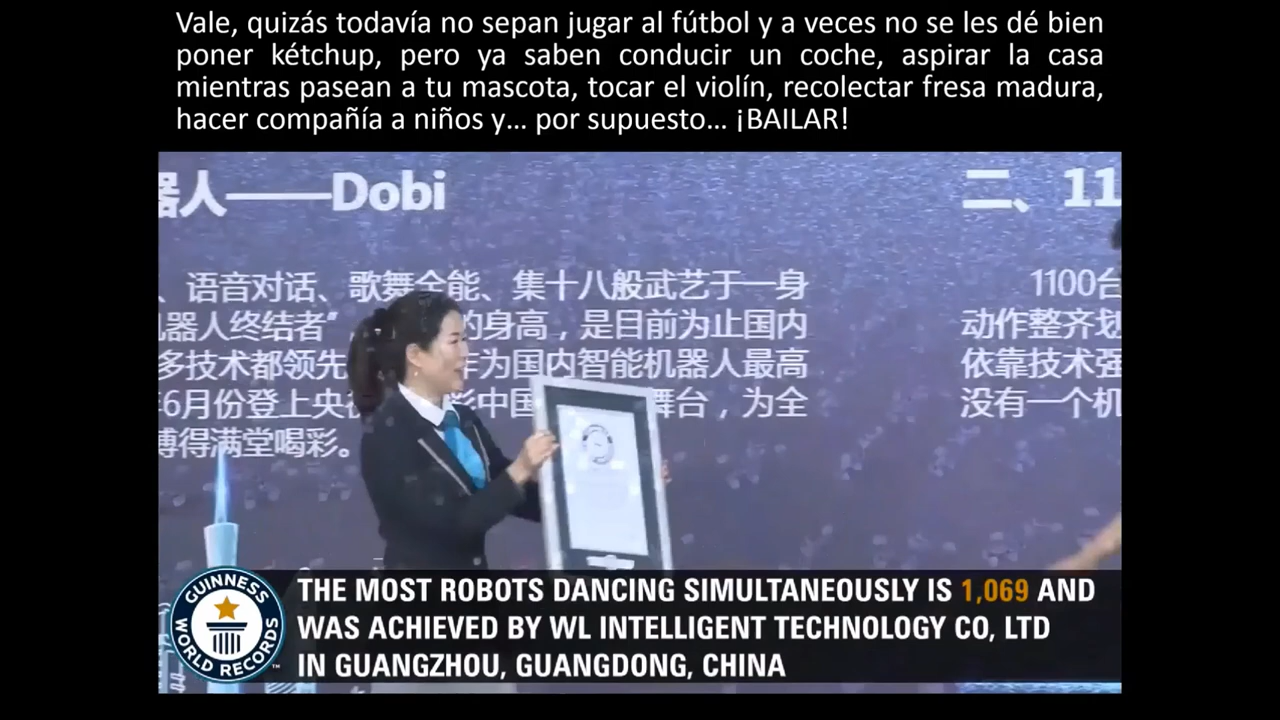 Vale, quizás todavía no sepan jugar al fútbol y a veces no se les dé bien
poner kétchup, pero ya saben conducir un coche, aspirar la casa
mientras pasean a tu mascota, tocar el violín, recolectar fresa madura,
hacer compañía a niños y… por supuesto… ¡BAILAR!
器人——Dobi
、语音对话、歌舞全能、集十八般武艺于一身
机器人终结者"
的身高，是目前为止国内
多技术都领先
作为国内智能机器人最高
6月份登上央
彩中国
舞台，为全
博得满堂喝彩。
二、11
1100台
动作整齐划
依靠技术强
没有一个机
GUINNESS
WORLD RECORDS
™
THE MOST ROBOTS DANCING SIMULTANEOUSLY IS 1,069 AND
WAS ACHIEVED BY WL INTELLIGENT TECHNOLOGY CO, LTD
IN GUANGZHOU, GUANGDONG, CHINA